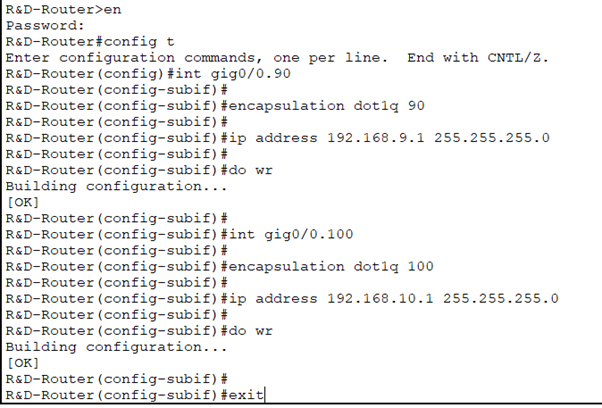 R&D-Router>en
Password:
R&D-Router#config t
Enter configuration commands, one per line.  End with CNTL/Z.
R&D-Router(config)#int gig0/0.90
R&D-Router(config-subif)#
R&D-Router(config-subif)#encapsulation dot1q 90
R&D-Router(config-subif)#
R&D-Router(config-subif)#ip address 192.168.9.1 255.255.255.0
R&D-Router(config-subif)#
R&D-Router(config-subif)#do wr
Building configuration...
[OK]
R&D-Router(config-subif)#
R&D-Router(config-subif)#int gig0/0.100
R&D-Router(config-subif)#
R&D-Router(config-subif)#encapsulation dot1q 100
R&D-Router(config-subif)#
R&D-Router(config-subif)#ip address 192.168.10.1 255.255.255.0
R&D-Router(config-subif)#
R&D-Router(config-subif)#do wr
Building configuration...
[OK]
R&D-Router(config-subif)#
R&D-Router(config-subif)#exit